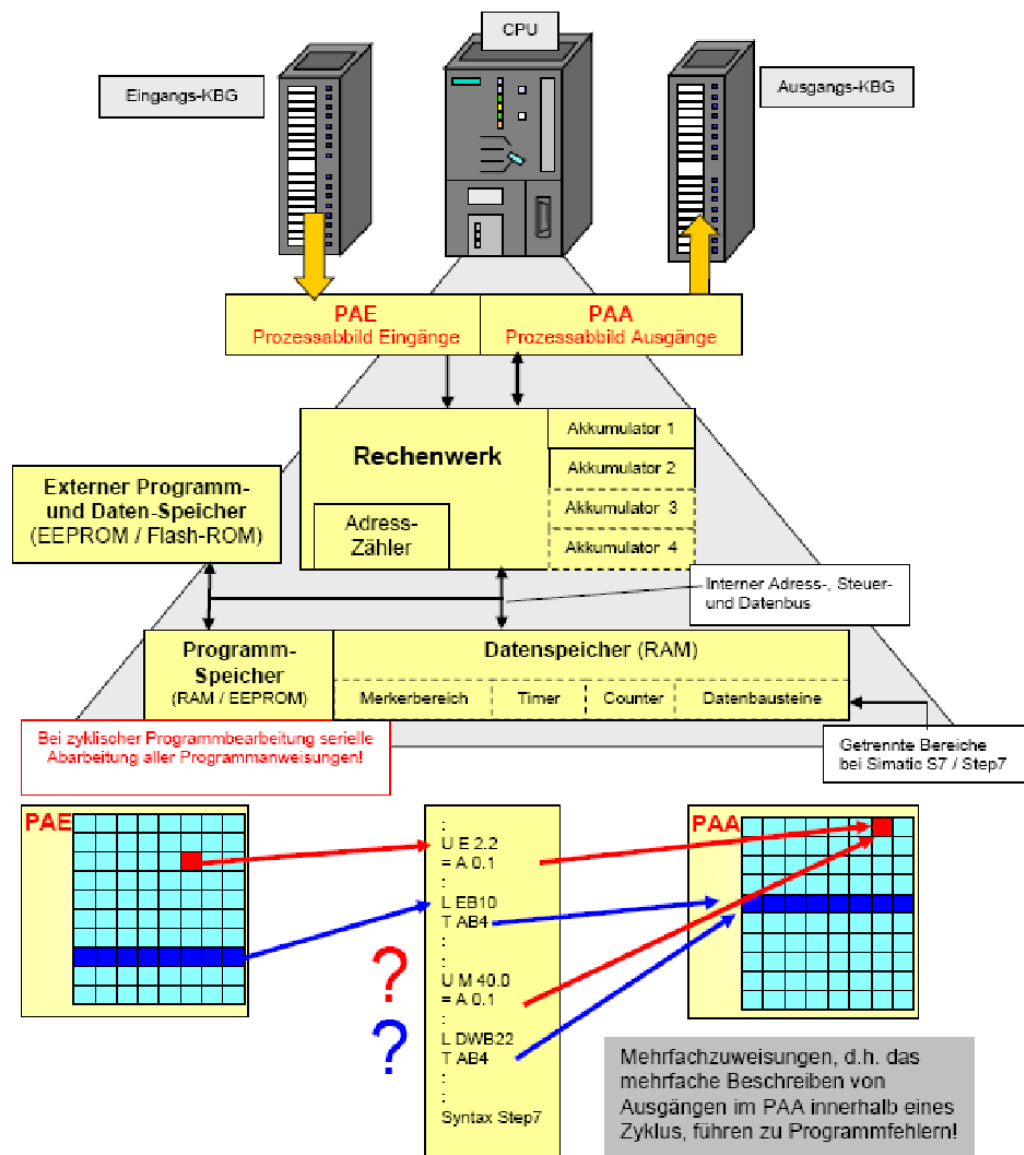 CPU
Eingangs-KBG
Ausgangs-KBG
PAE
Prozessabbild Eingänge
PAA
Prozessabbild Ausgänge
Rechenwerk
Akkumulator 1
Akkumulator 2
Akkumulator 3
Akkumulator 4
Adress-
Zähler
Externer Programm-
und Daten-Speicher
(EEPROM / Flash-ROM)
Interner Adress-, Steuer-
und Datenbus
Programm-
Speicher
(RAM / EEPROM)
Datenspeicher (RAM)
Merkerbereich
Timer
Counter
Datenbausteine
Bei zyklischer Programmbearbeitung serielle
Abarbeitung aller Programmanweisungen!
Getrennte Bereiche
bei Simatic S7 / Step7
PAE
:
U E 2.2
= A 0.1
:
L EB10
T AB4
:
:
U M 40.0
= A 0.1
:
L DWB22
T AB4
:
:
Syntax Step7
?
?
PAA
Mehrfachzuweisungen, d.h. das
mehrfache Beschreiben von
Ausgängen im PAA innerhalb eines
Zyklus, führen zu Programmfehlern!